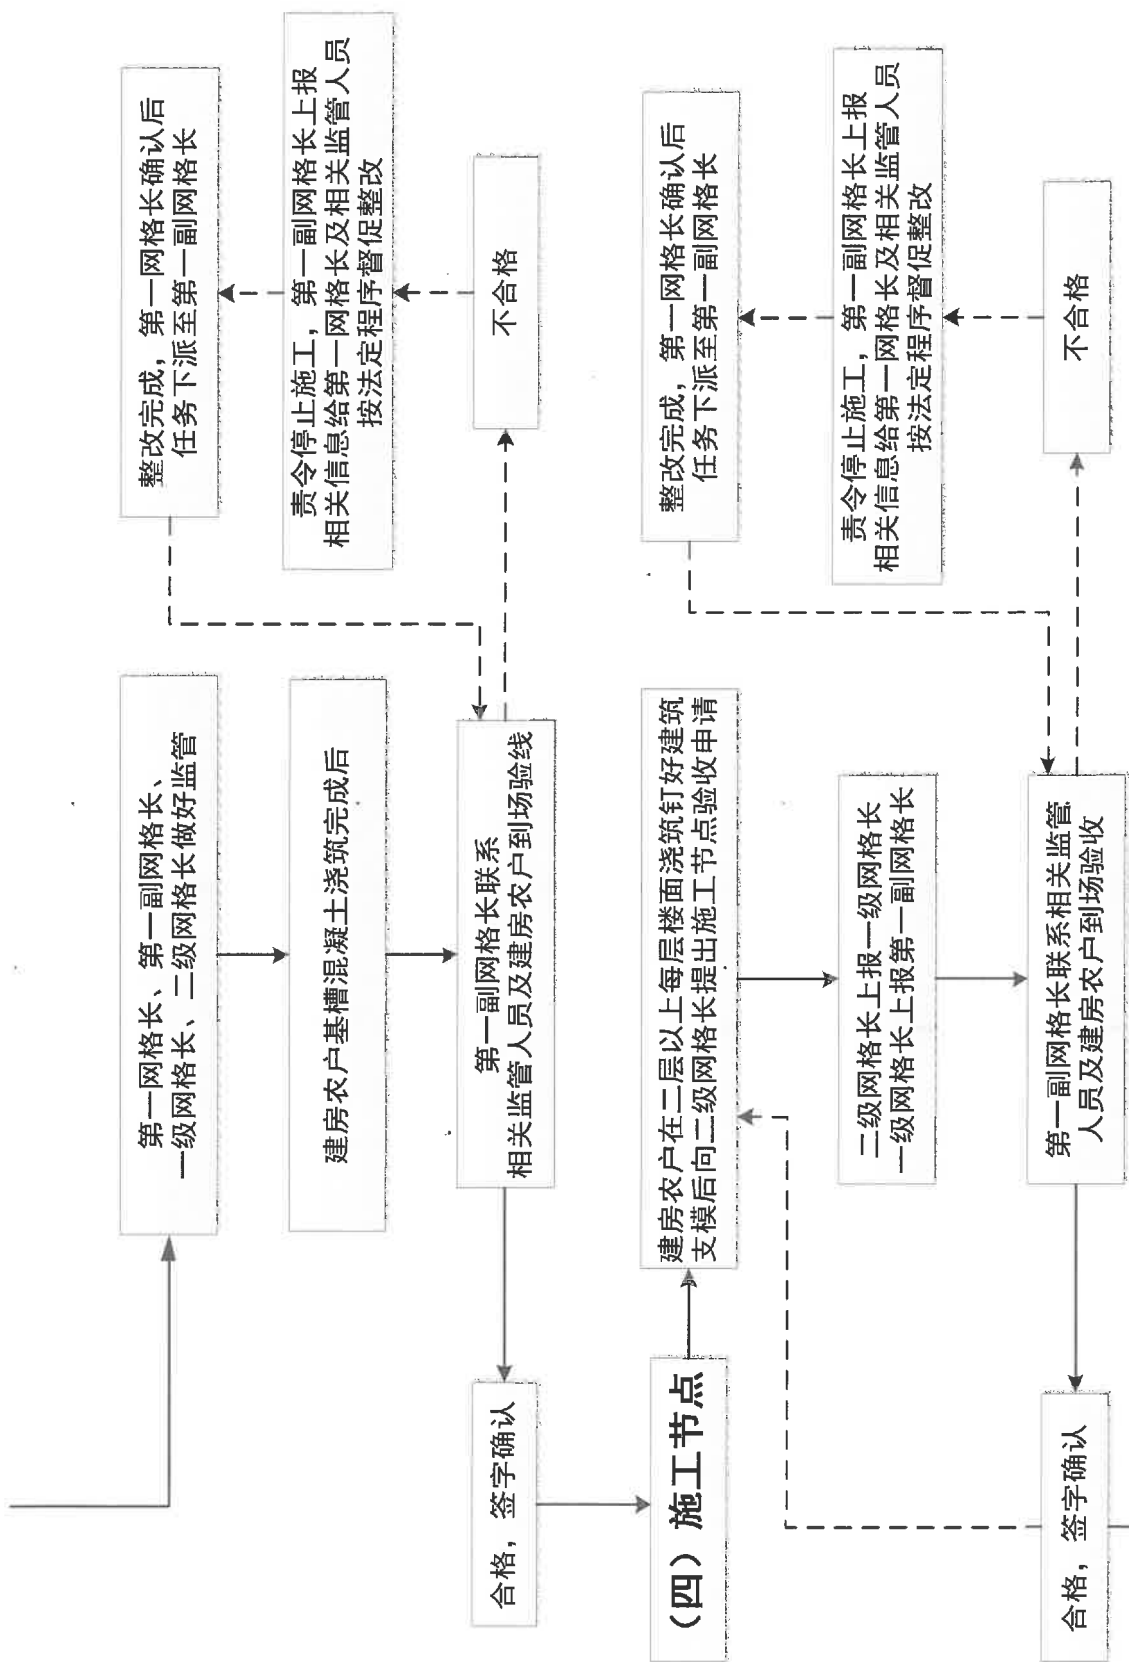 第一网格长、第一副网格长、
一级网格长、二级网格长做好监管
整改完成，第一网格长确认后
任务下派至第一副网格长
建房农户基槽混凝土浇筑完成后
责令停止施工，第一副网格长上报
相关信息给第一网格长及相关监管人员
按法定程序督促整改
合格，签字确认
第一副网格长联系
相关监管人员及建房农户到场验线
不合格
（四）施工节点
建房农户在二层以上每层楼面浇筑钉好建筑
支模后向二级网格长提出施工节点验收申请
整改完成，第一网格长确认后
任务下派至第一副网格长
二级网格长上报一级网格长
一级网格长上报第一副网格长
责令停止施工，第一副网格长上报
相关信息给第一网格长及相关监管人员
按法定程序督促整改
合格，签字确认
第一副网格长联系相关监管
人员及建房农户到场验收
不合格